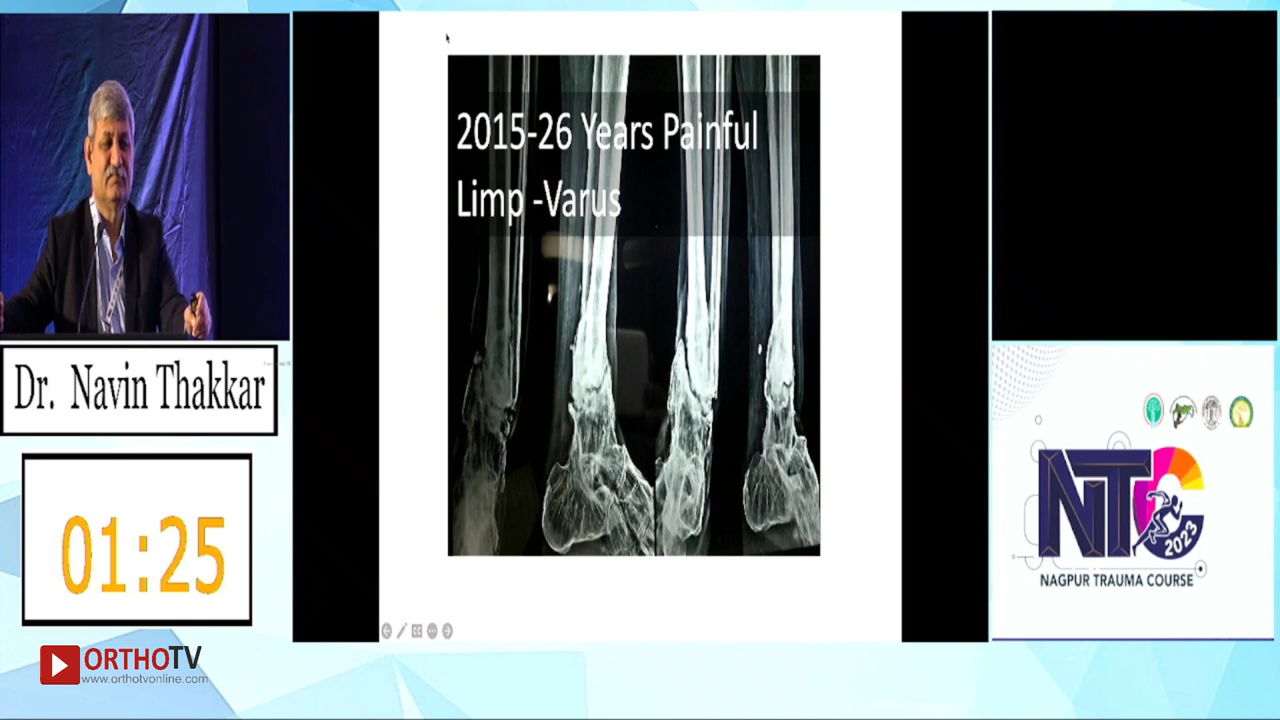 2015-26 Years Painful
Limp -Varus
Dr. Navin Thakkar
01:25
ORTHOTV
www.orthotvonline.com
NTC
2023
NAGPUR TRAUMA COURSE